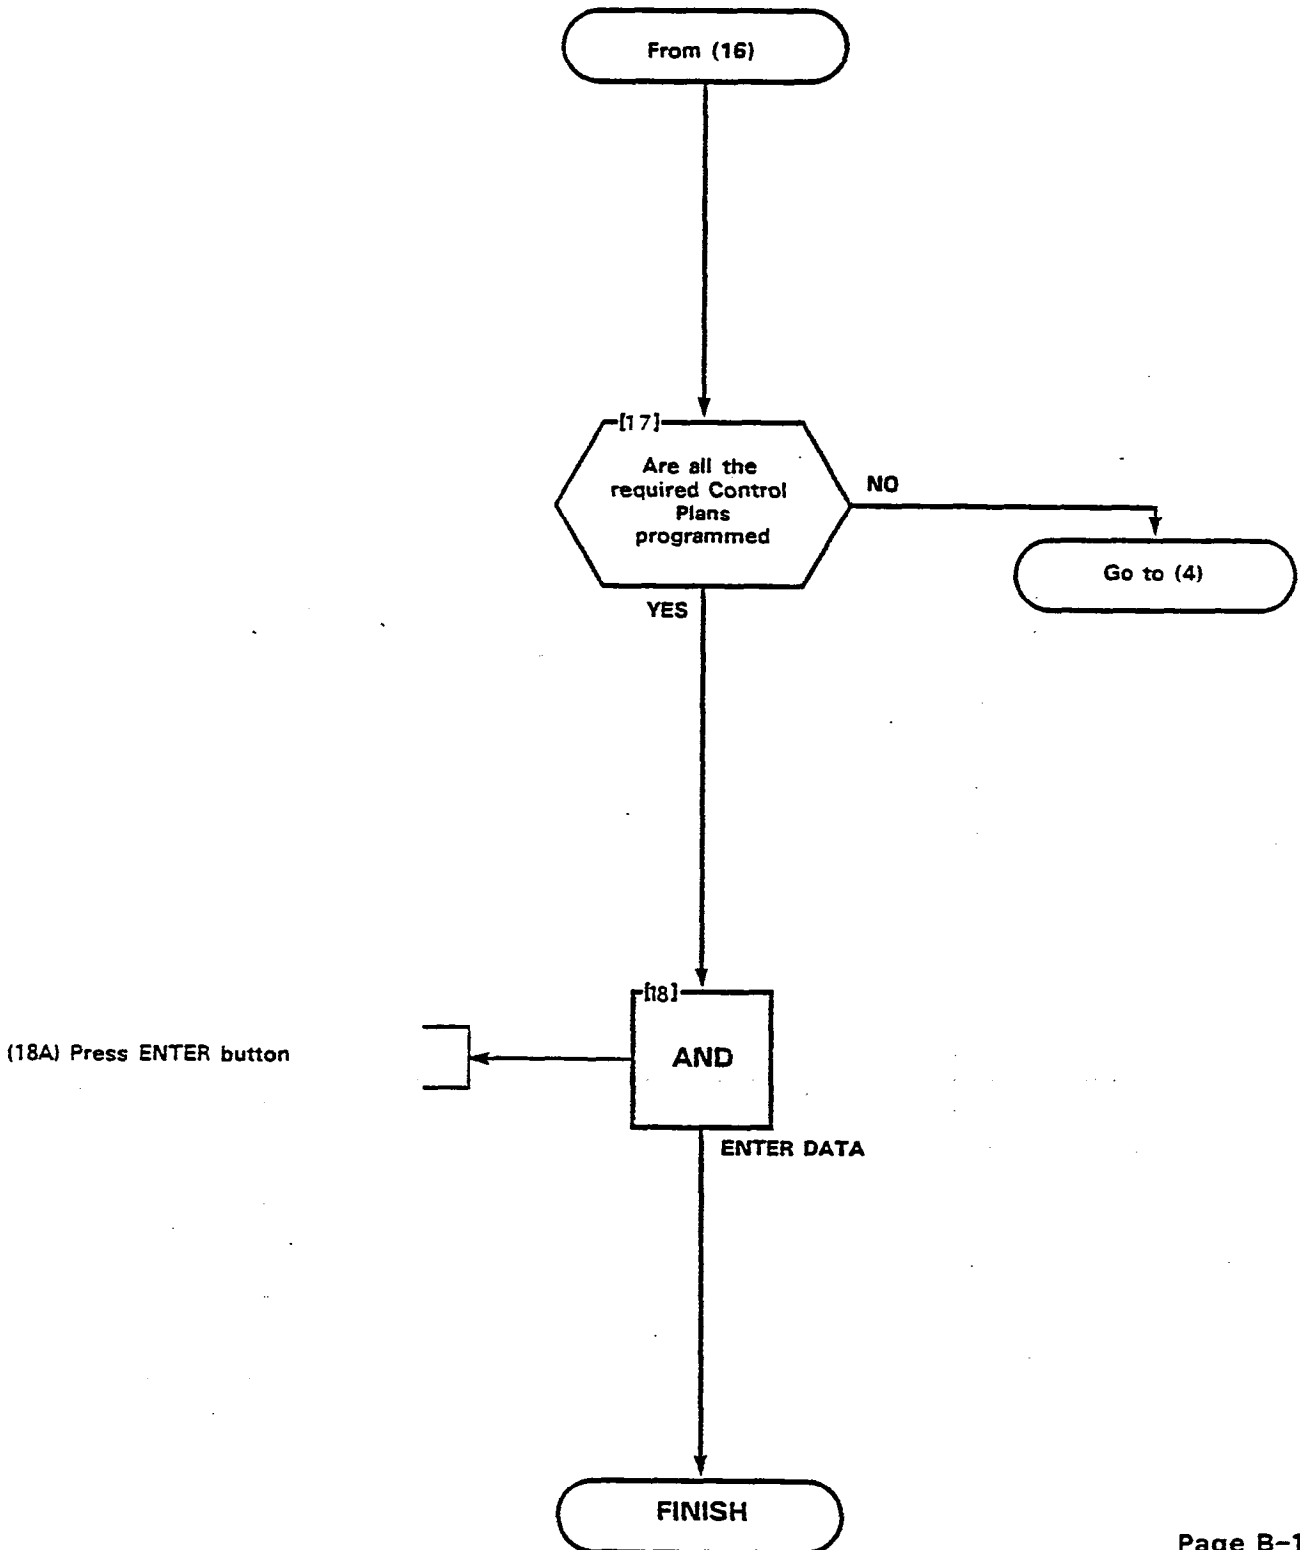 From (16)
[17]
Are all the
required Control
Plans
programmed
NO
Go to (4)
YES
[18]
(18A) Press ENTER button
AND
ENTER DATA
FINISH
Page B-1